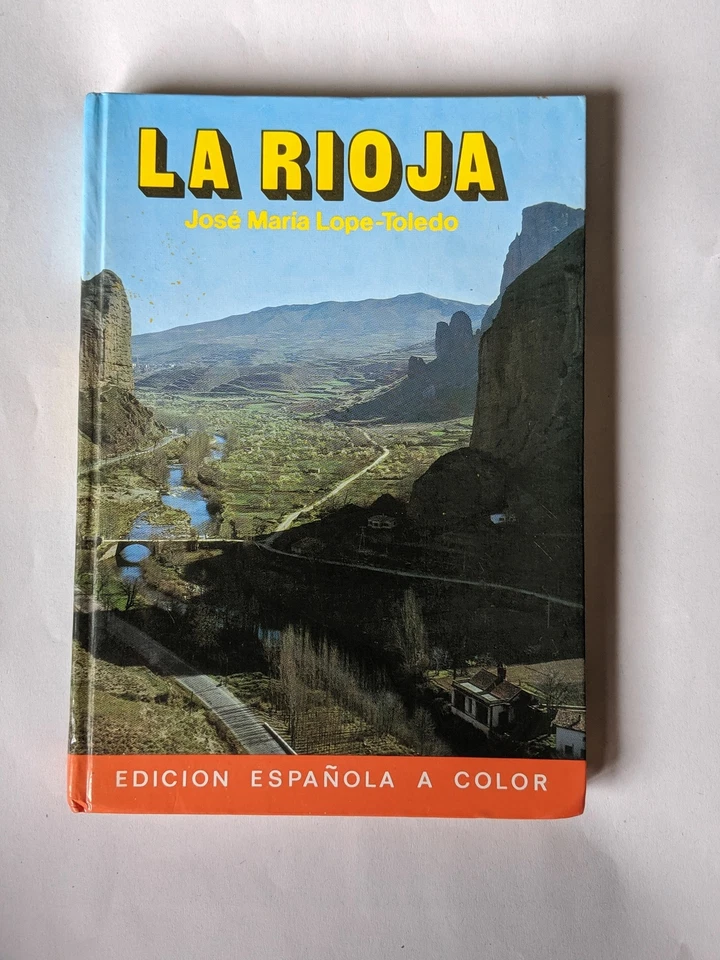 LA RIOJA
José María Lope-Toledo
EDICION ESPAÑOLA A COLOR